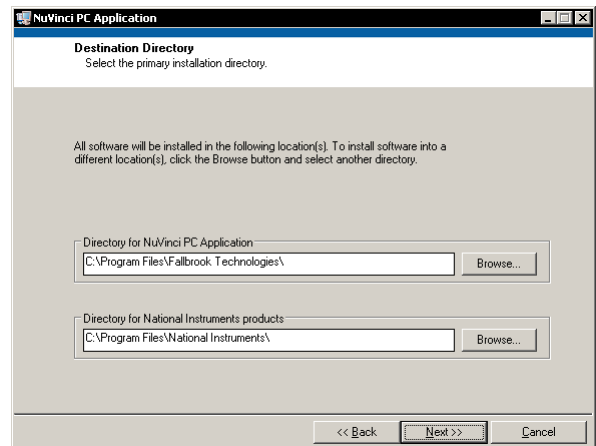 NuVinci PC Application
Destination Directory
Select the primary installation directory.
All software will be installed in the following location(s). To install software into a
different location(s), click the Browse button and select another directory.
Directory for NuVinci PC Application
C:\Program Files\Fallbrook Technologies\
Browse...
Directory for National Instruments products
C:\Program Files\National Instruments\
Browse...
<< Back
Next >>
Cancel